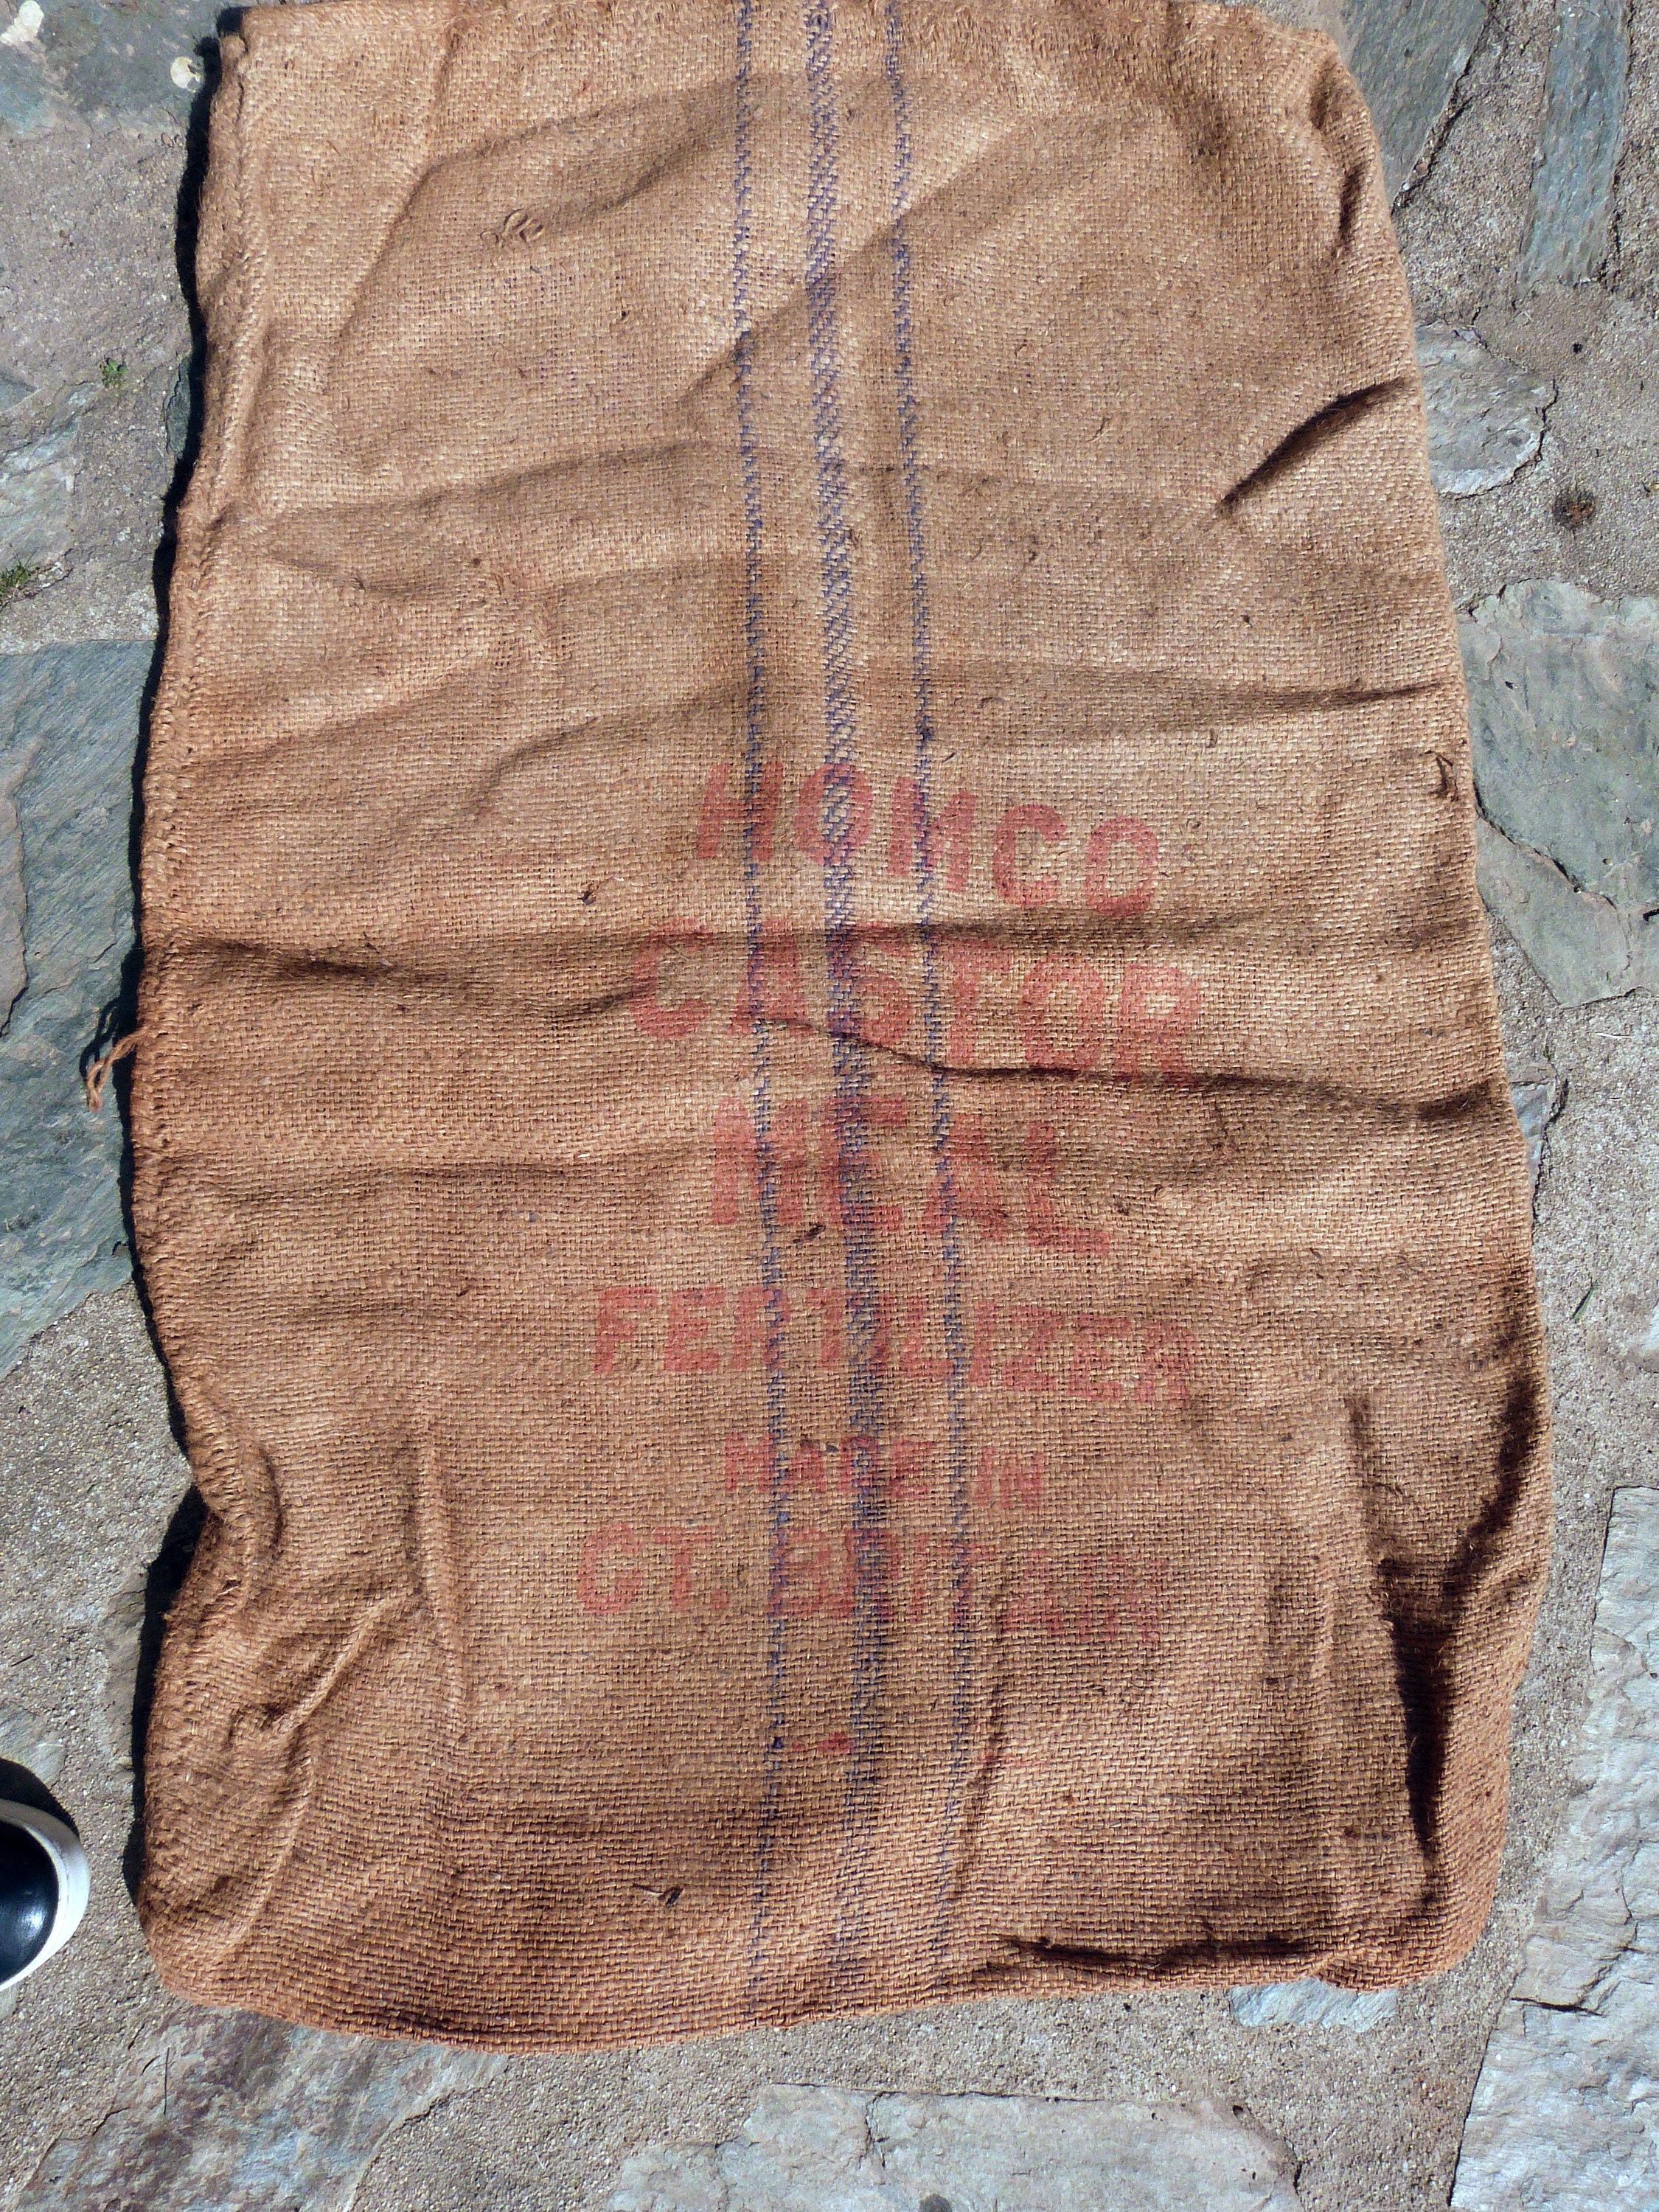 HOMCO
CASTOR
MEAL
FERTILIZER
MADE IN
GT. BRITAIN